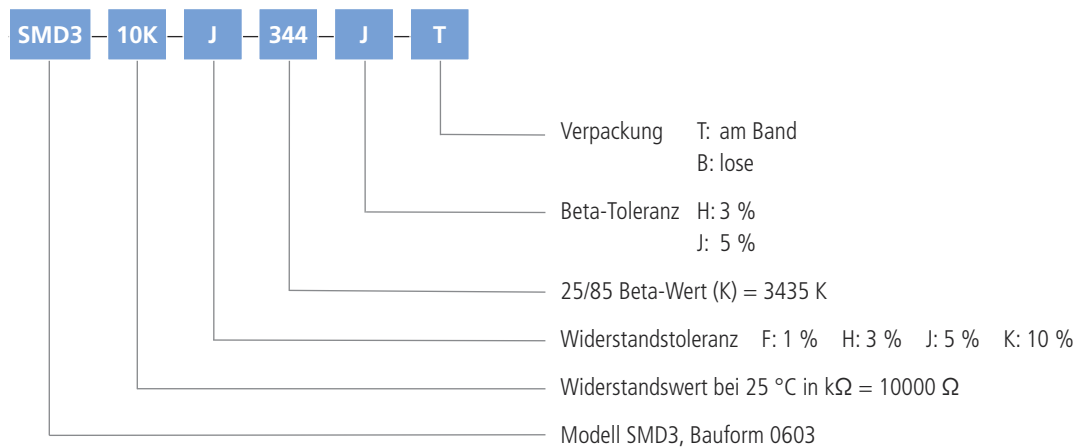 SMD3 – 10K – J – 344 – J – T
Verpackung T: am Band
B: lose
Beta-Toleranz H: 3 %
J: 5 %
25/85 Beta-Wert (K) = 3435 K
Widerstandstoleranz F: 1 % H: 3 % J: 5 % K: 10 %
Widerstandswert bei 25 °C in kΩ = 10000 Ω
Modell SMD3, Bauform 0603